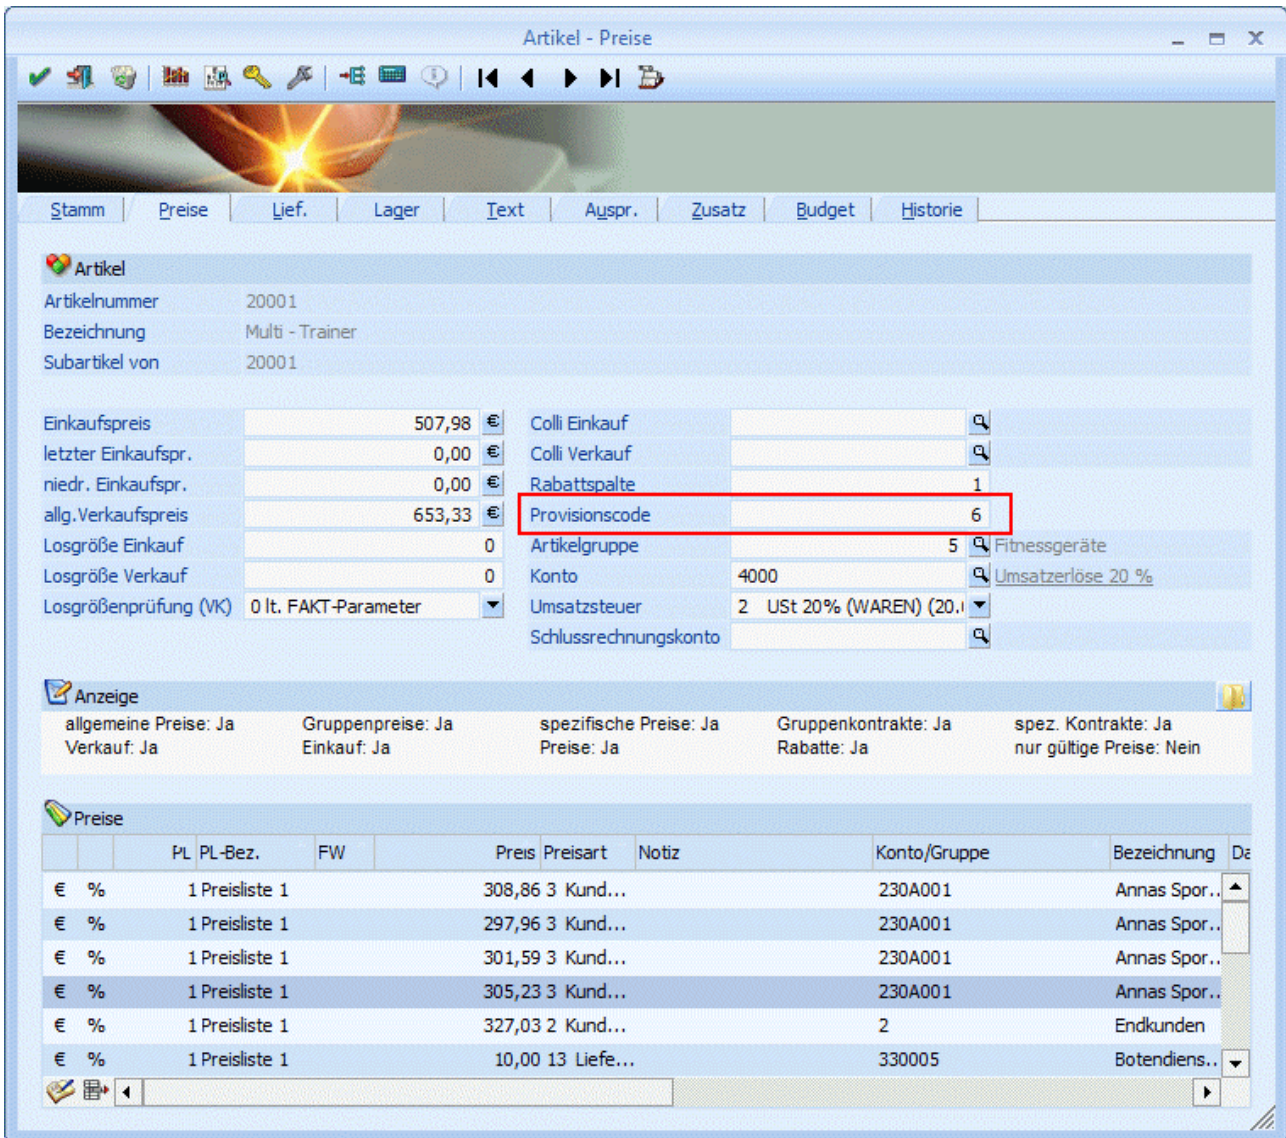 Artikel - Preise
Stamm Preise Lief. Lager Text Auspr. Zusatz Budget Historie
Artikel
Artikelnummer 20001
Bezeichnung Multi - Trainer
Subartikel von 20001
Einkaufspreis 507,98 € Colli Einkauf
letzter Einkaufspr. 0,00 € Colli Verkauf
niedr. Einkaufspr. 0,00 € Rabattspalte 1
allg.Verkaufspreis 653,33 € Provisionscode 6
Losgröße Einkauf 0 Artikelgruppe 5 Fitnessgeräte
Losgröße Verkauf 0 Konto 4000 Umsatzerlöse 20 %
Losgrößenprüfung (VK) 0 lt. FAKT-Parameter Umsatzsteuer 2 USt 20% (WAREN) (20.
Schlussrechnungskonto
Anzeige
allgemeine Preise: Ja Gruppenpreise: Ja spezifische Preise: Ja Gruppenkontrakte: Ja spez. Kontrakte: Ja
Verkauf: Ja Einkauf: Ja Preise: Ja Rabatte: Ja nur gültige Preise: Nein
Preise
PL PL-Bez. FW Preis Preisart Notiz Konto/Gruppe Bezeichnung Da
€ % 1 Preisliste 1 308,86 3 Kund... 230A001 Annas Spor..
€ % 1 Preisliste 1 297,96 3 Kund... 230A001 Annas Spor..
€ % 1 Preisliste 1 301,59 3 Kund... 230A001 Annas Spor..
€ % 1 Preisliste 1 305,23 3 Kund... 230A001 Annas Spor..
€ % 1 Preisliste 1 327,03 2 Kund... 2 Endkunden
€ % 1 Preisliste 1 10,00 13 Liefe... 330005 Botendiens..